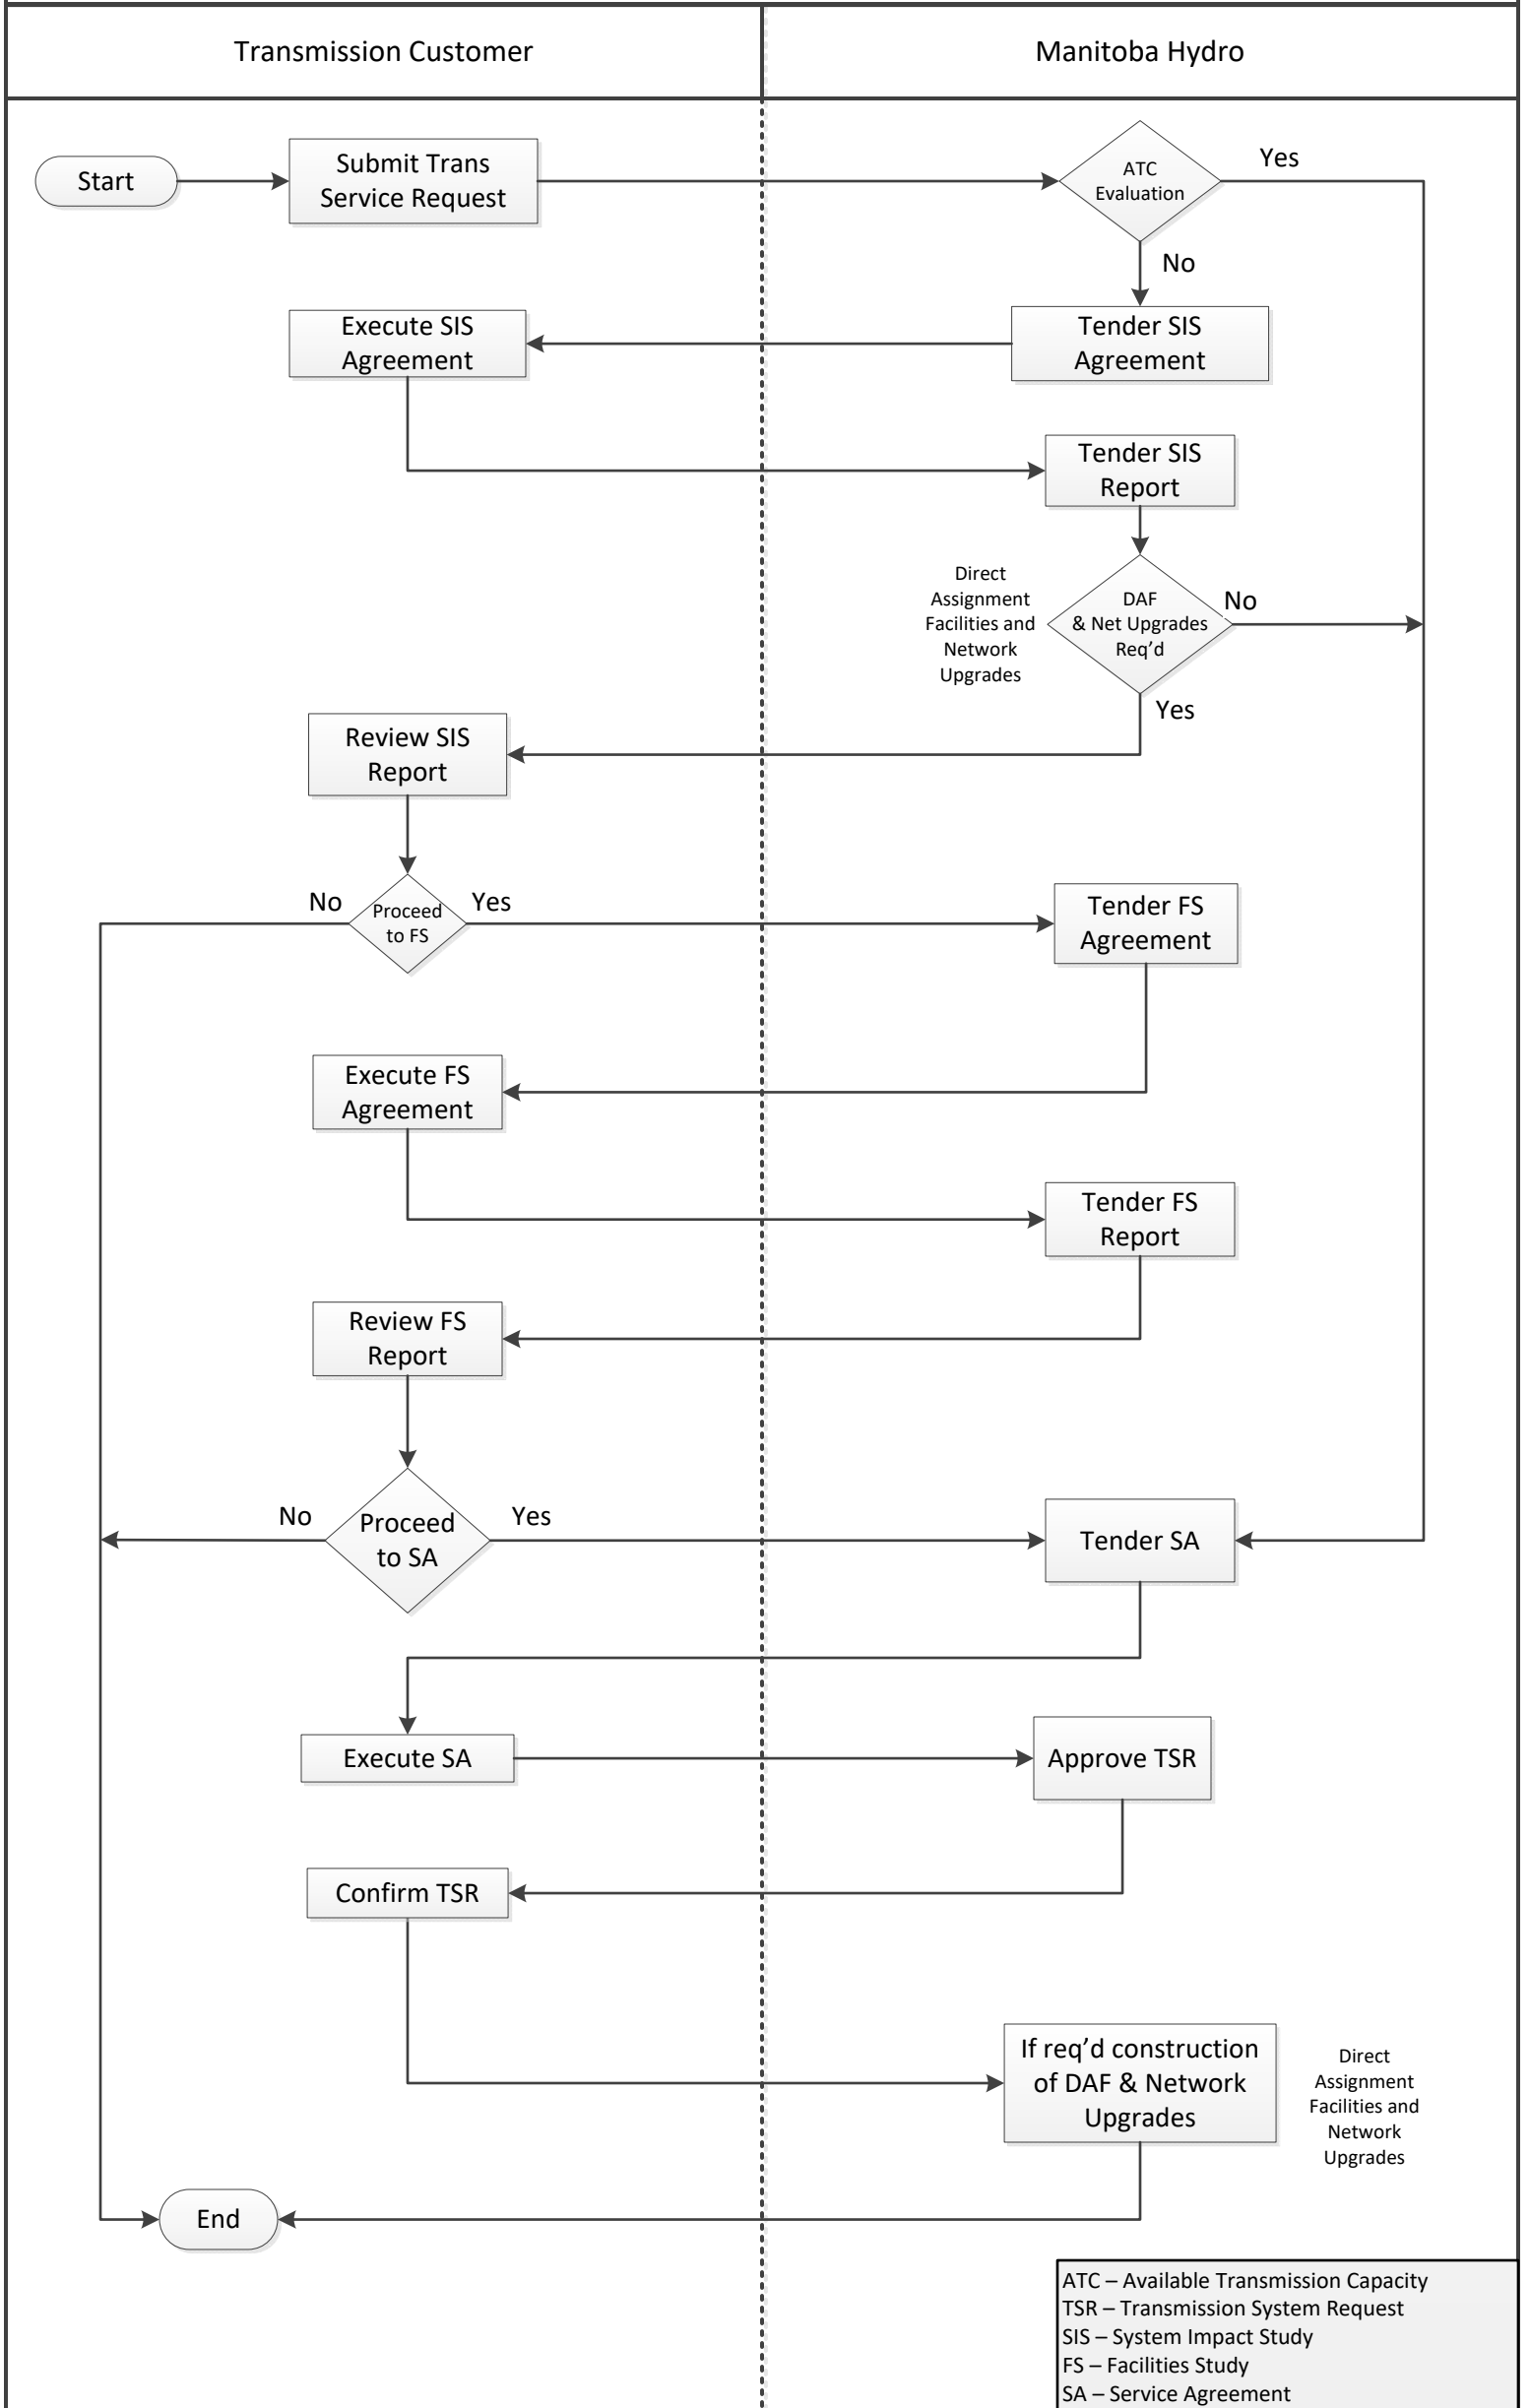 Transmission Customer
Manitoba Hydro
Start
Submit Trans
Service Request
ATC
Evaluation
Yes
No
Execute SIS
Agreement
Tender SIS
Agreement
Tender SIS
Report
Direct
Assignment
Facilities and
Network
Upgrades
DAF
& Net Upgrades
Req’d
No
Yes
Review SIS
Report
No
Proceed
to FS
Yes
Tender FS
Agreement
Execute FS
Agreement
Tender FS
Report
Review FS
Report
No
Proceed
to SA
Yes
Tender SA
Execute SA
Approve TSR
Confirm TSR
If req’d construction
of DAF & Network
Upgrades
Direct
Assignment
Facilities and
Network
Upgrades
End
ATC – Available Transmission Capacity
TSR – Transmission System Request
SIS – System Impact Study
FS – Facilities Study
SA – Service Agreement